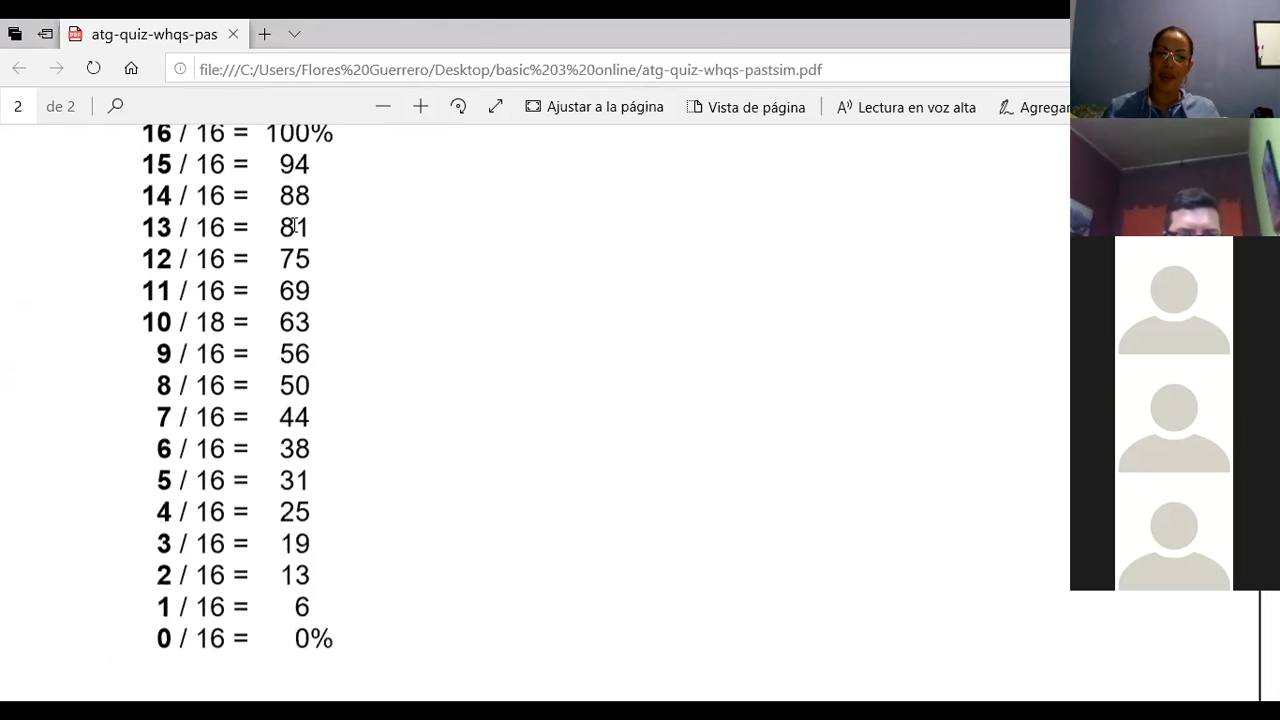 atg-quiz-whqs-pas
file:///C:/Users/Flores%20Guerrero/Desktop/basic%203%20online/atg-quiz-whqs-pastsim.pdf
2 de 2 Ajustar a la página Vista de página Lectura en voz alta Agregar
16 / 16 = 100%
15 / 16 = 94
14 / 16 = 88
13 / 16 = 81
12 / 16 = 75
11 / 16 = 69
10 / 18 = 63
9 / 16 = 56
8 / 16 = 50
7 / 16 = 44
6 / 16 = 38
5 / 16 = 31
4 / 16 = 25
3 / 16 = 19
2 / 16 = 13
1 / 16 = 6
0 / 16 = 0%